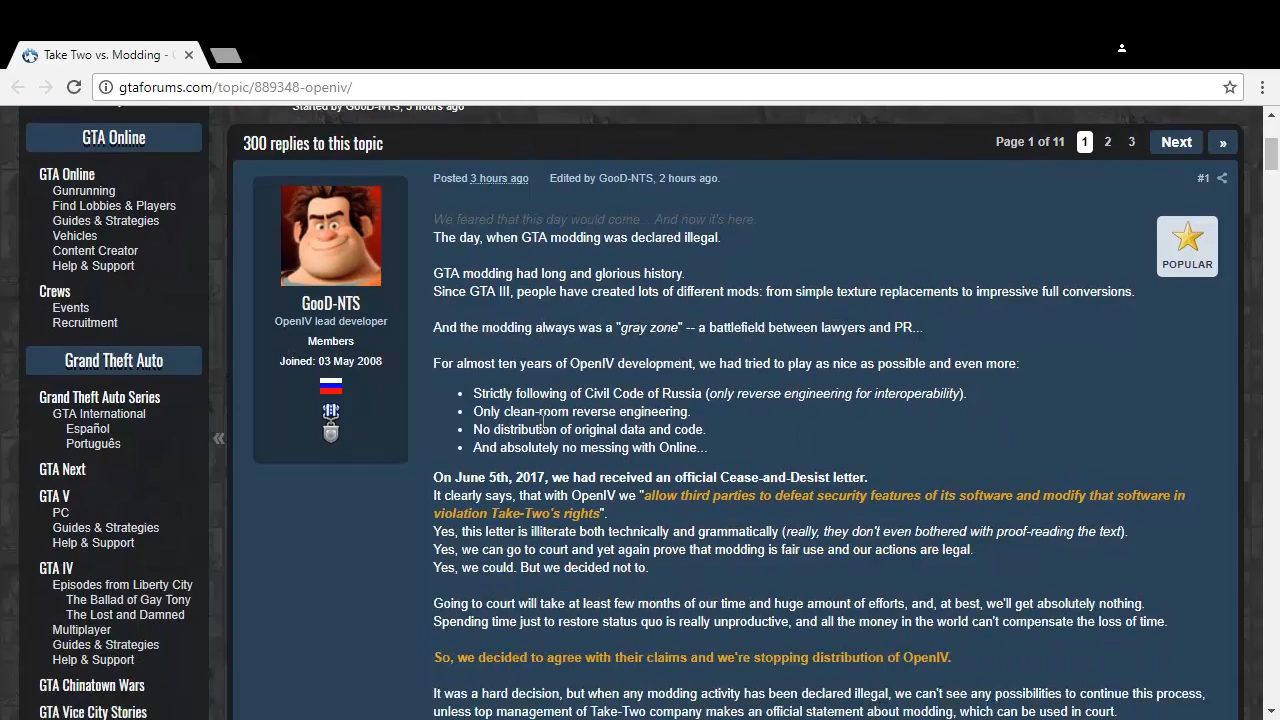 Take Two vs. Modding -
gtaforums.com/topic/889348-openiv/
Started by GooD-NTS, 3 hours ago
GTA Online
GTA Online
Gunrunning
Find Lobbies & Players
Guides & Strategies
Vehicles
Content Creator
Help & Support
Crews
Events
Recruitment
Grand Theft Auto
Grand Theft Auto Series
GTA International
Español
Português
GTA Next
GTA V
PC
Guides & Strategies
Help & Support
GTA IV
Episodes from Liberty City
The Ballad of Gay Tony
The Lost and Damned
Multiplayer
Guides & Strategies
Help & Support
GTA Chinatown Wars
GTA Vice City Stories
«
300 replies to this topic
Page 1 of 11 1 2 3 Next »
GooD-NTS
OpenIV lead developer
Members
Joined: 03 May 2008
Posted 3 hours ago Edited by GooD-NTS, 2 hours ago. #1
POPULAR
We feared that this day would come... And now it's here.
The day, when GTA modding was declared illegal.
GTA modding had long and glorious history.
Since GTA III, people have created lots of different mods: from simple texture replacements to impressive full conversions.
And the modding always was a "gray zone" -- a battlefield between lawyers and PR...
For almost ten years of OpenIV development, we had tried to play as nice as possible and even more:
• Strictly following of Civil Code of Russia (only reverse engineering for interoperability).
• Only clean-room reverse engineering.
• No distribution of original data and code.
• And absolutely no messing with Online...
On June 5th, 2017, we had received an official Cease-and-Desist letter.
It clearly says, that with OpenIV we "allow third parties to defeat security features of its software and modify that software in
violation Take-Two's rights".
Yes, this letter is illiterate both technically and grammatically (really, they don't even bothered with proof-reading the text).
Yes, we can go to court and yet again prove that modding is fair use and our actions are legal.
Yes, we could. But we decided not to.
Going to court will take at least few months of our time and huge amount of efforts, and, at best, we'll get absolutely nothing.
Spending time just to restore status quo is really unproductive, and all the money in the world can't compensate the loss of time.
So, we decided to agree with their claims and we're stopping distribution of OpenIV.
It was a hard decision, but when any modding activity has been declared illegal, we can't see any possibilities to continue this process,
unless top management of Take-Two company makes an official statement about modding, which can be used in court.